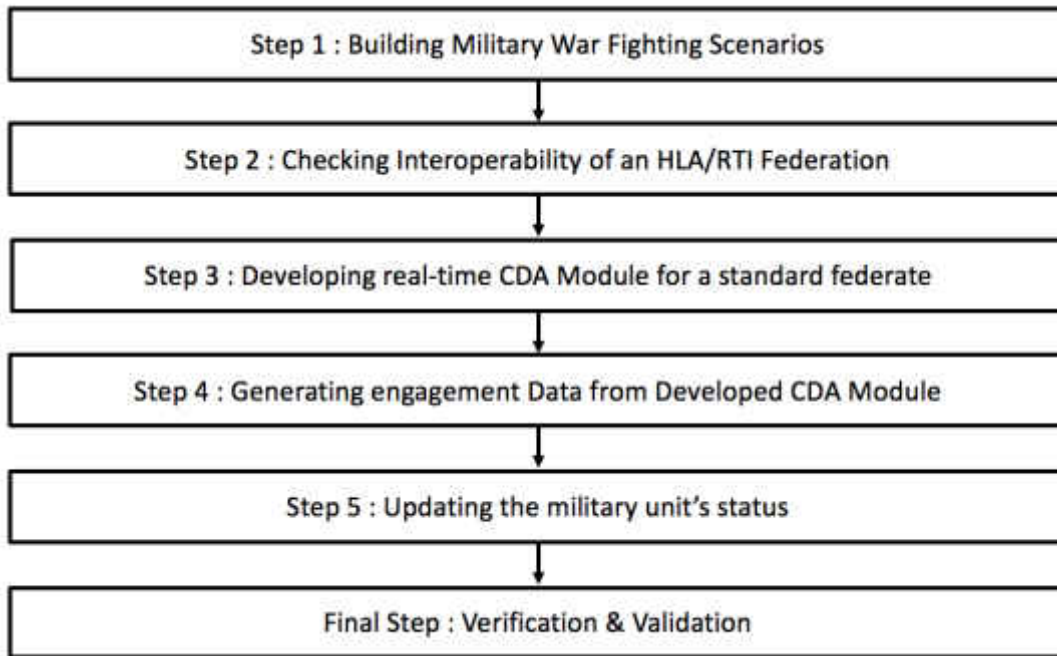 Step 1 : Building Military War Fighting Scenarios
Step 2 : Checking Interoperability of an HLA/RTI Federation
Step 3 : Developing real-time CDA Module for a standard federate
Step 4 : Generating engagement Data from Developed CDA Module
Step 5 : Updating the military unit’s status
Final Step : Verification & Validation